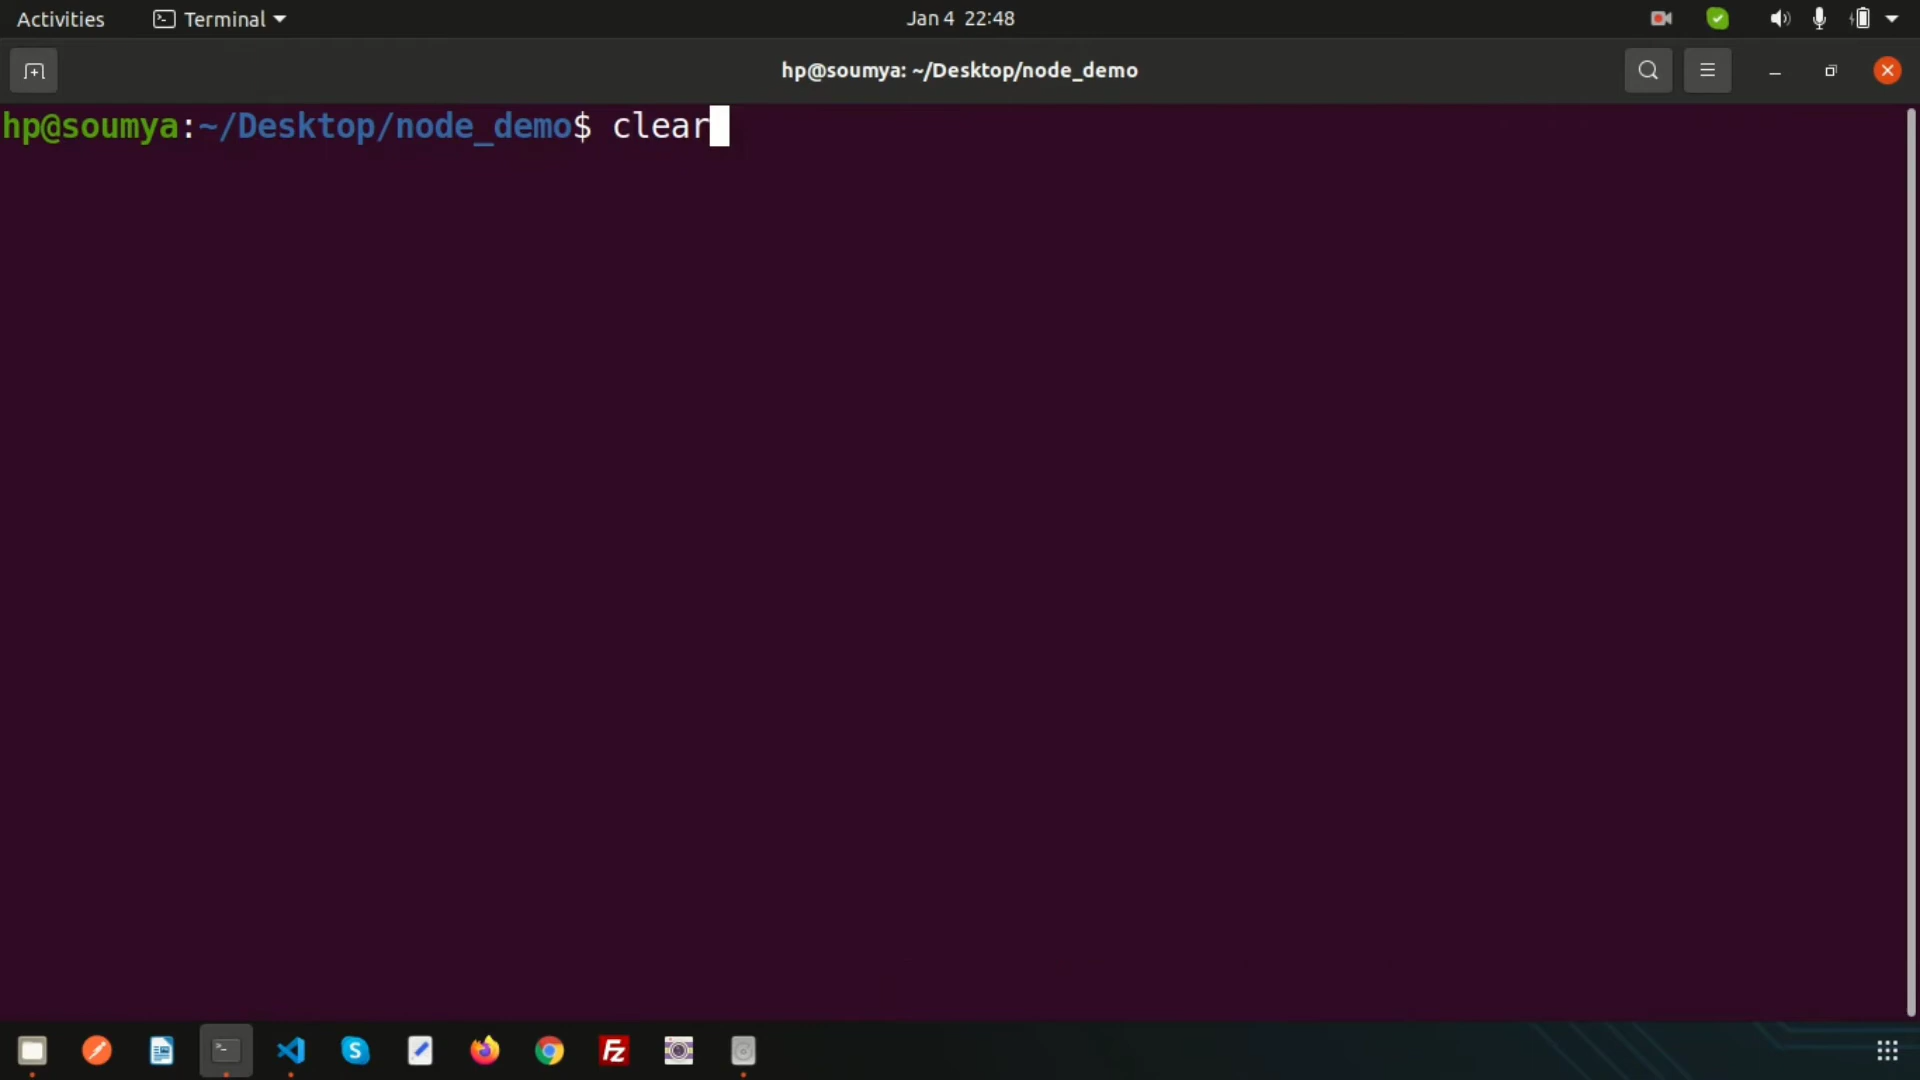 Activities Terminal Jan 4 22:48
hp@soumya: ~/Desktop/node_demo
hp@soumya:~/Desktop/node_demo$ clear